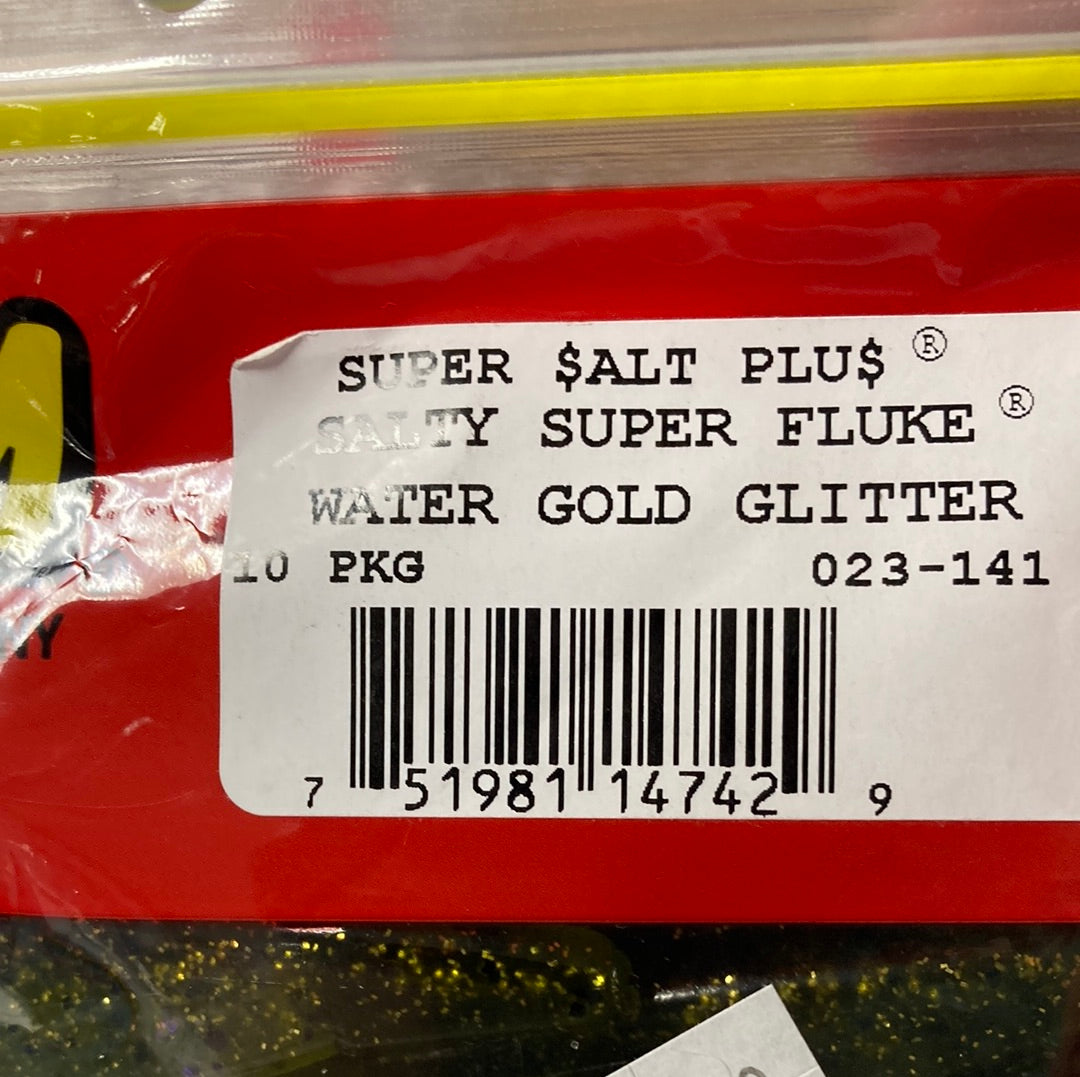 SUPER $ALT PLU$ ®
SALTY SUPER FLUKE ®
WATER GOLD GLITTER
10 PKG 023-141
7 51981 14742 9